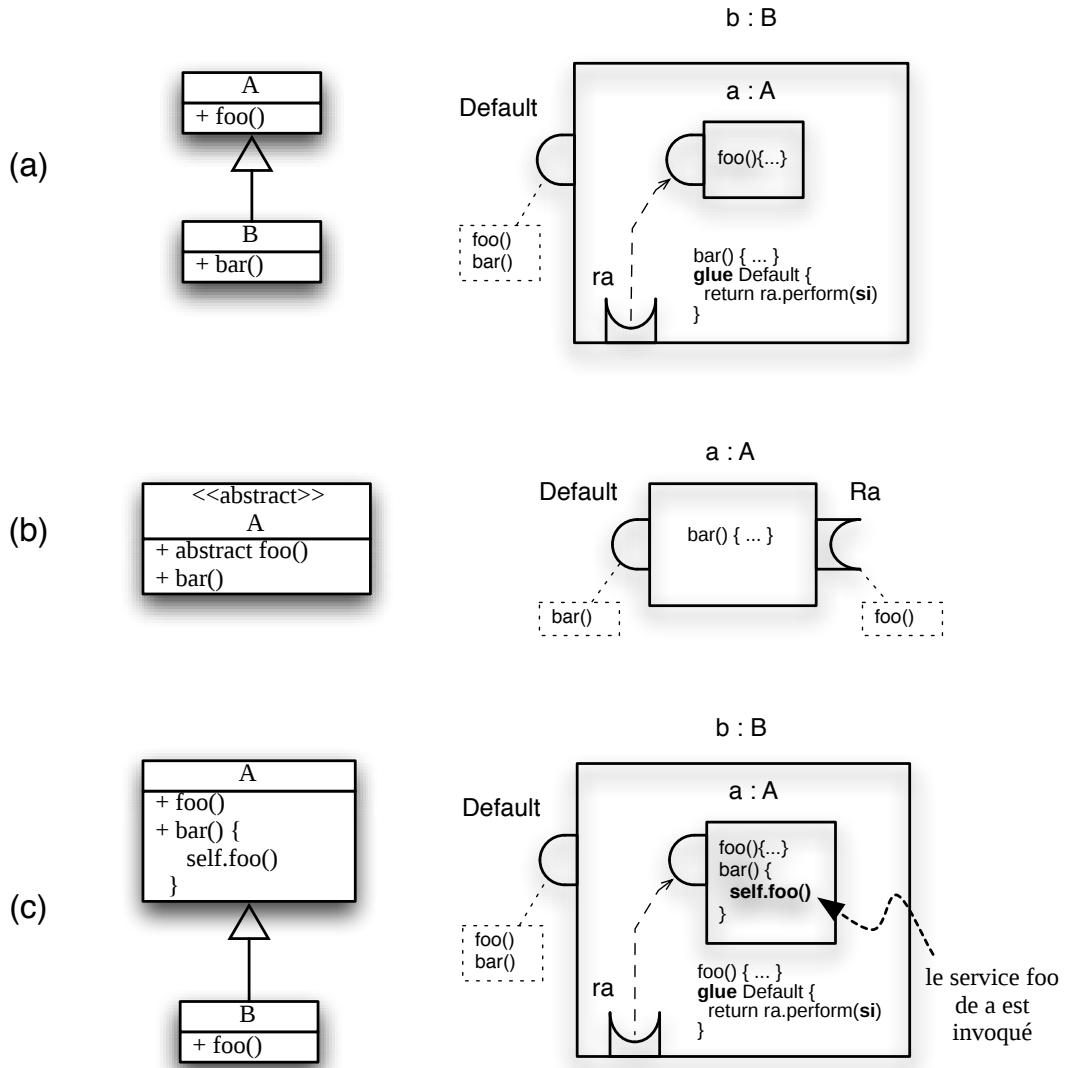 (a)
A
+ foo()
B
+ bar()
b : B
Default
a : A
foo(){...}
foo()
bar()
ra
bar() { ... }
glue Default {
return ra.perform(si)
}
(b)
<<abstract>>
A
+ abstract foo()
+ bar()
a : A
Default
Ra
bar() { ... }
bar()
foo()
(c)
A
+ foo()
+ bar() {
self.foo()
}
B
+ foo()
b : B
Default
a : A
foo(){...}
bar() {
self.foo()
}
foo()
bar()
ra
foo() { ... }
glue Default {
return ra.perform(si)
}
le service foo
de a est
invoqué